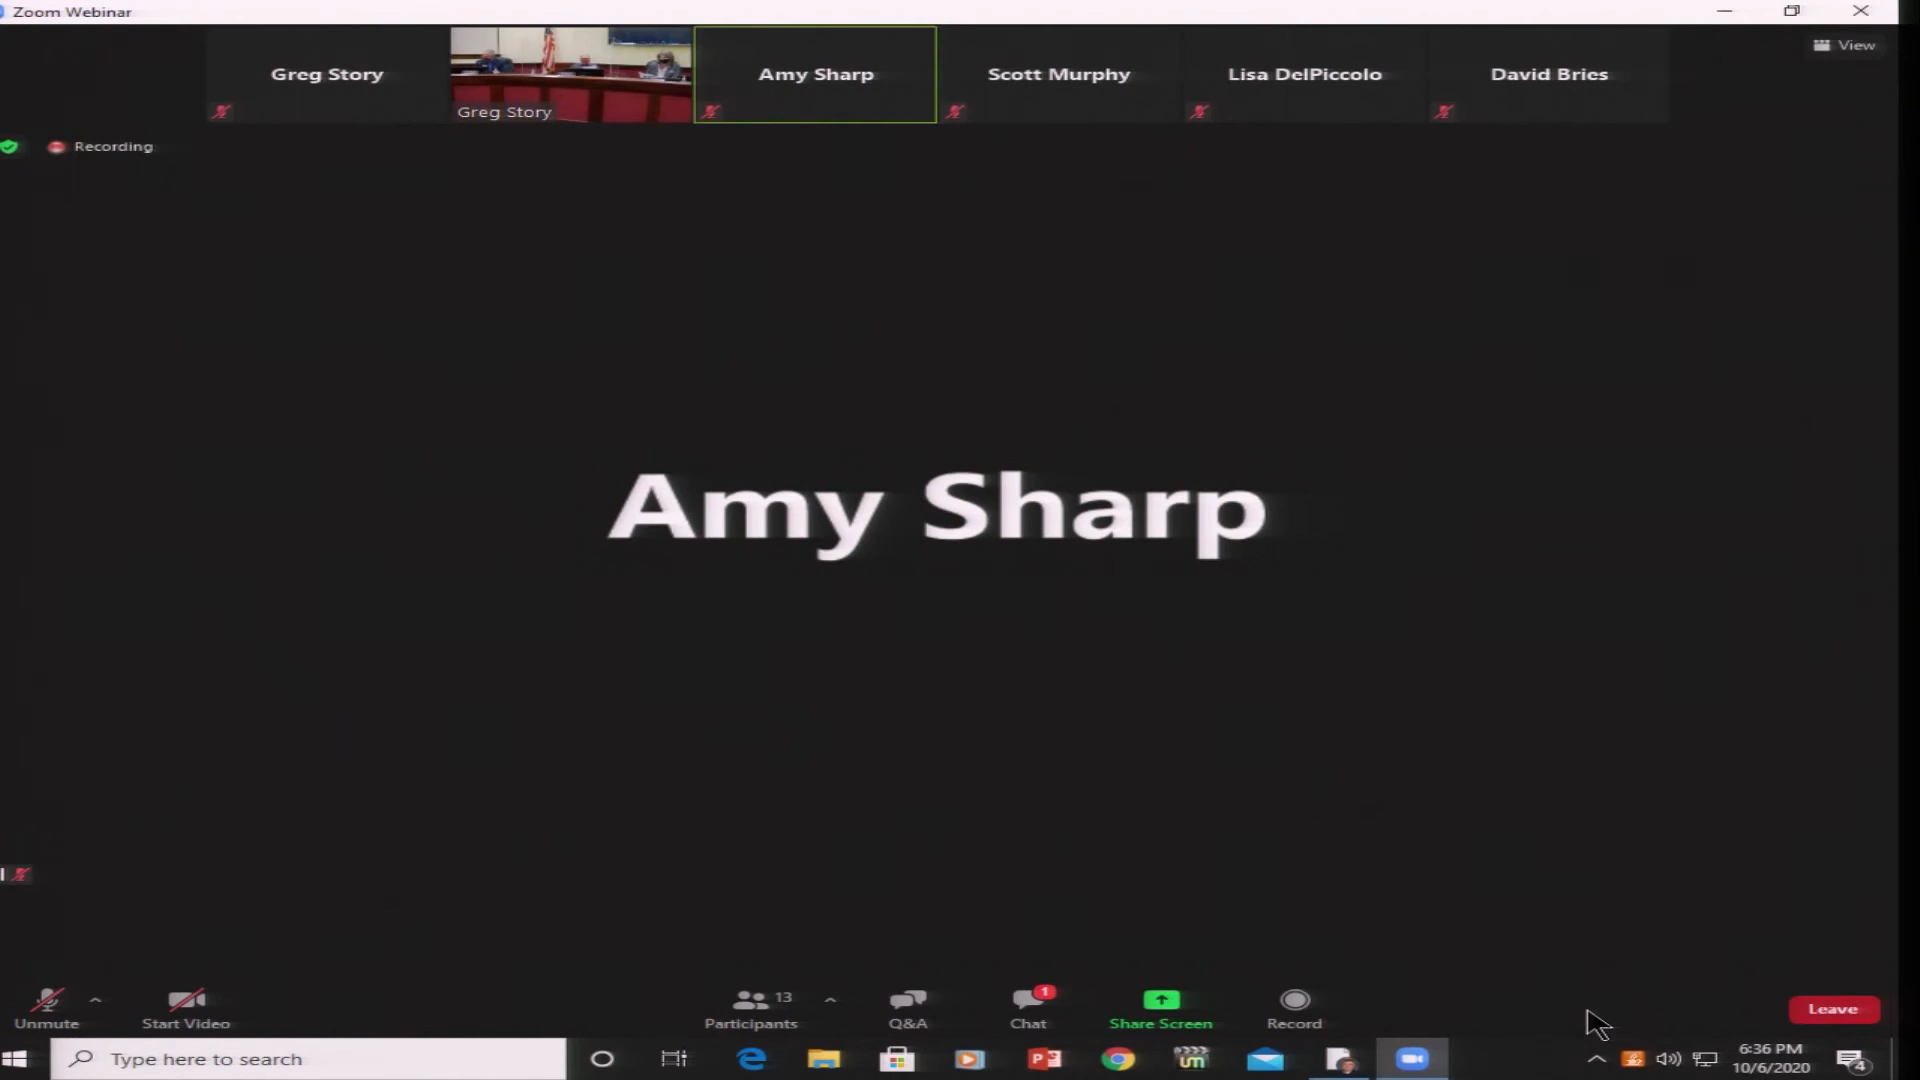 Zoom Webinar
View
Greg Story
Greg Story
Amy Sharp
Scott Murphy
Lisa DelPiccolo
David Bries
Recording
Amy Sharp
Unmute
Start Video
13
Participants
Q&A
1
Chat
Share Screen
Record
Leave
Type here to search
6:36 PM
10/6/2020
4